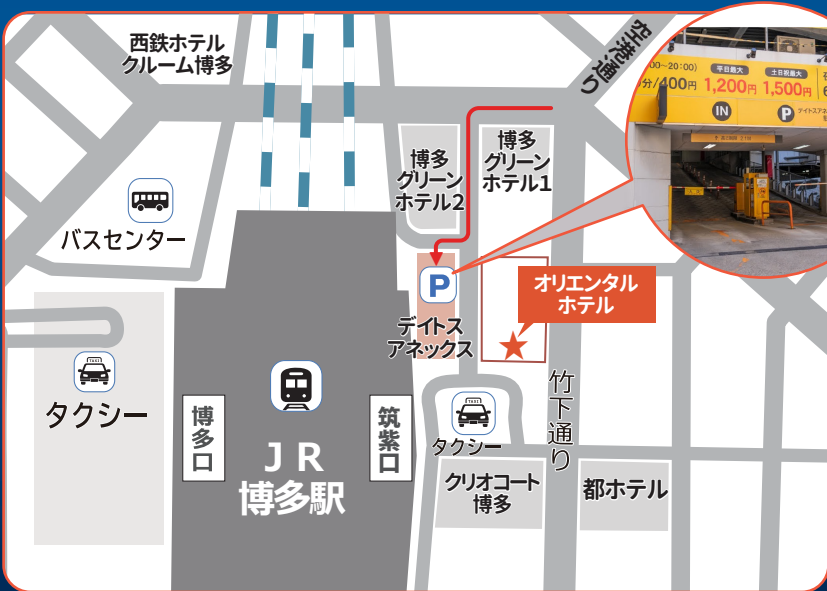 西鉄ホテル
クルーム博多
空港通り
00~20:00)
分/400円
平日最大
1,200円
土日祝最大
1,500円
IN
P
博多
グリーン
ホテル2
博多
グリーン
ホテル1
バスセンター
P
デイトス
アネックス
オリエンタル
ホテル
TAXI
タクシー
博多口
JR
博多駅
筑紫口
TAXI
タクシー
竹下通り
クリオコート
博多
都ホテル